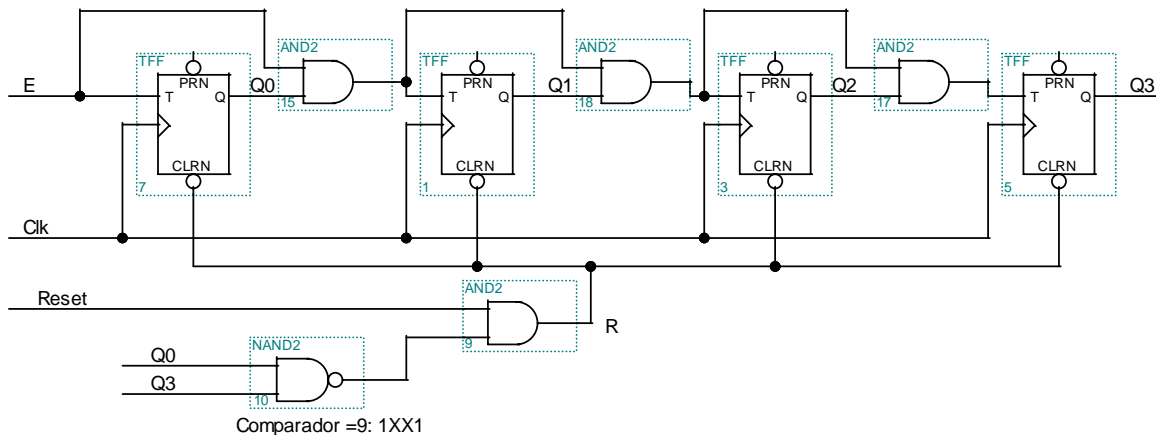 AND2
AND2
AND2
TFF
TFF
TFF
TFF
PRN
PRN
PRN
PRN
E
T
Q
Q0
15
T
Q
Q1
18
T
Q
Q2
17
T
Q
Q3
CLRN
CLRN
CLRN
CLRN
7
1
3
5
Clk
AND2
Reset
R
9
NAND2
Q0
Q3
10
Comparador =9: 1XX1